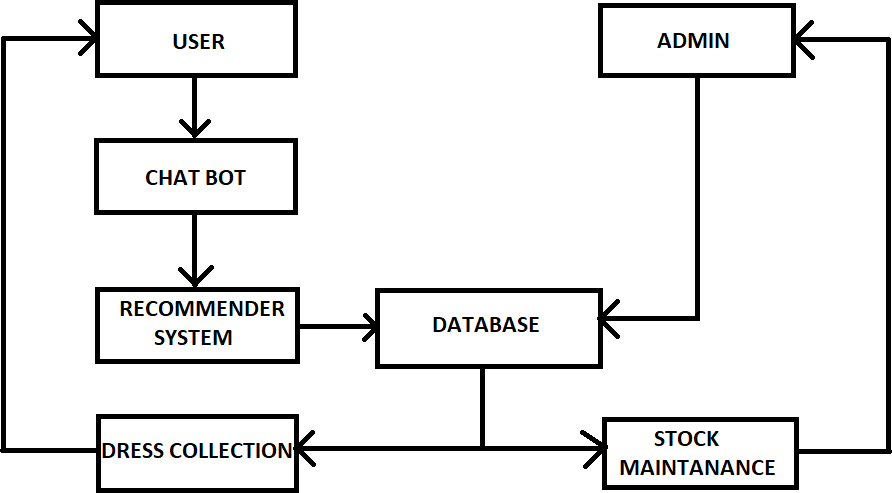 USER
ADMIN
CHAT BOT
RECOMMENDER
SYSTEM
DATABASE
DRESS COLLECTION
STOCK
MAINTANANCE